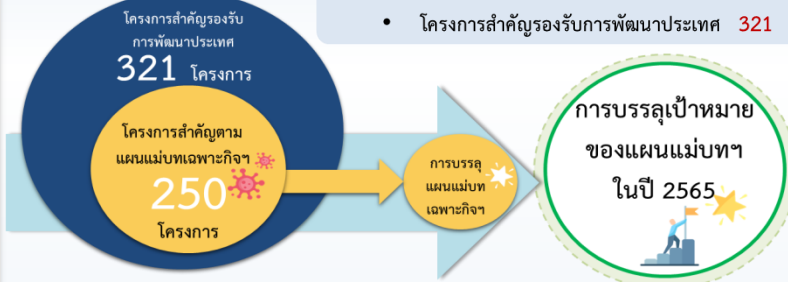 • โครงการสำคัญรองรับการพัฒนาประเทศ 321
โครงการสำคัญรองรับ
การพัฒนาประเทศ
321 โครงการ
โครงการสำคัญตาม
แผนแม่บทเฉพาะกิจฯ
250
โครงการ
การบรรลุ
แผนแม่บท
เฉพาะกิจฯ
การบรรลุเป้าหมาย
ของแผนแม่บทฯ
ในปี 2565